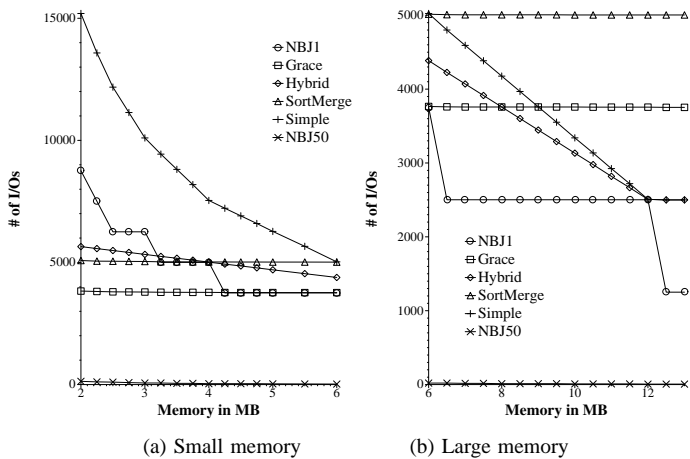 15000
10000
5000
0
# of I/Os
2
3
4
5
6
Memory in MB
NBJ1
Grace
Hybrid
SortMerge
Simple
NBJ50
(a) Small memory
5000
4000
3000
2000
1000
0
# of I/Os
6
8
10
12
Memory in MB
NBJ1
Grace
Hybrid
SortMerge
Simple
NBJ50
(b) Large memory